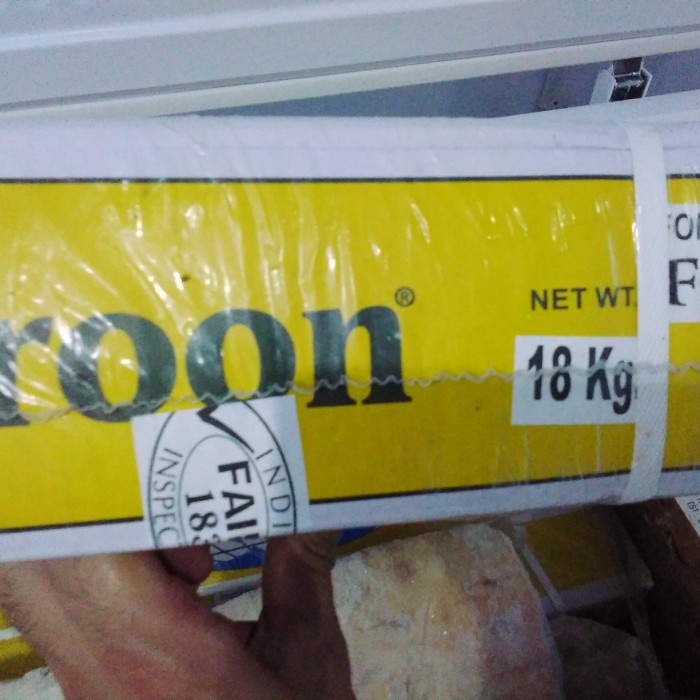 roon®
NET WT.
18 Kg
FO
F
INDI
INSPEC
FAI
183